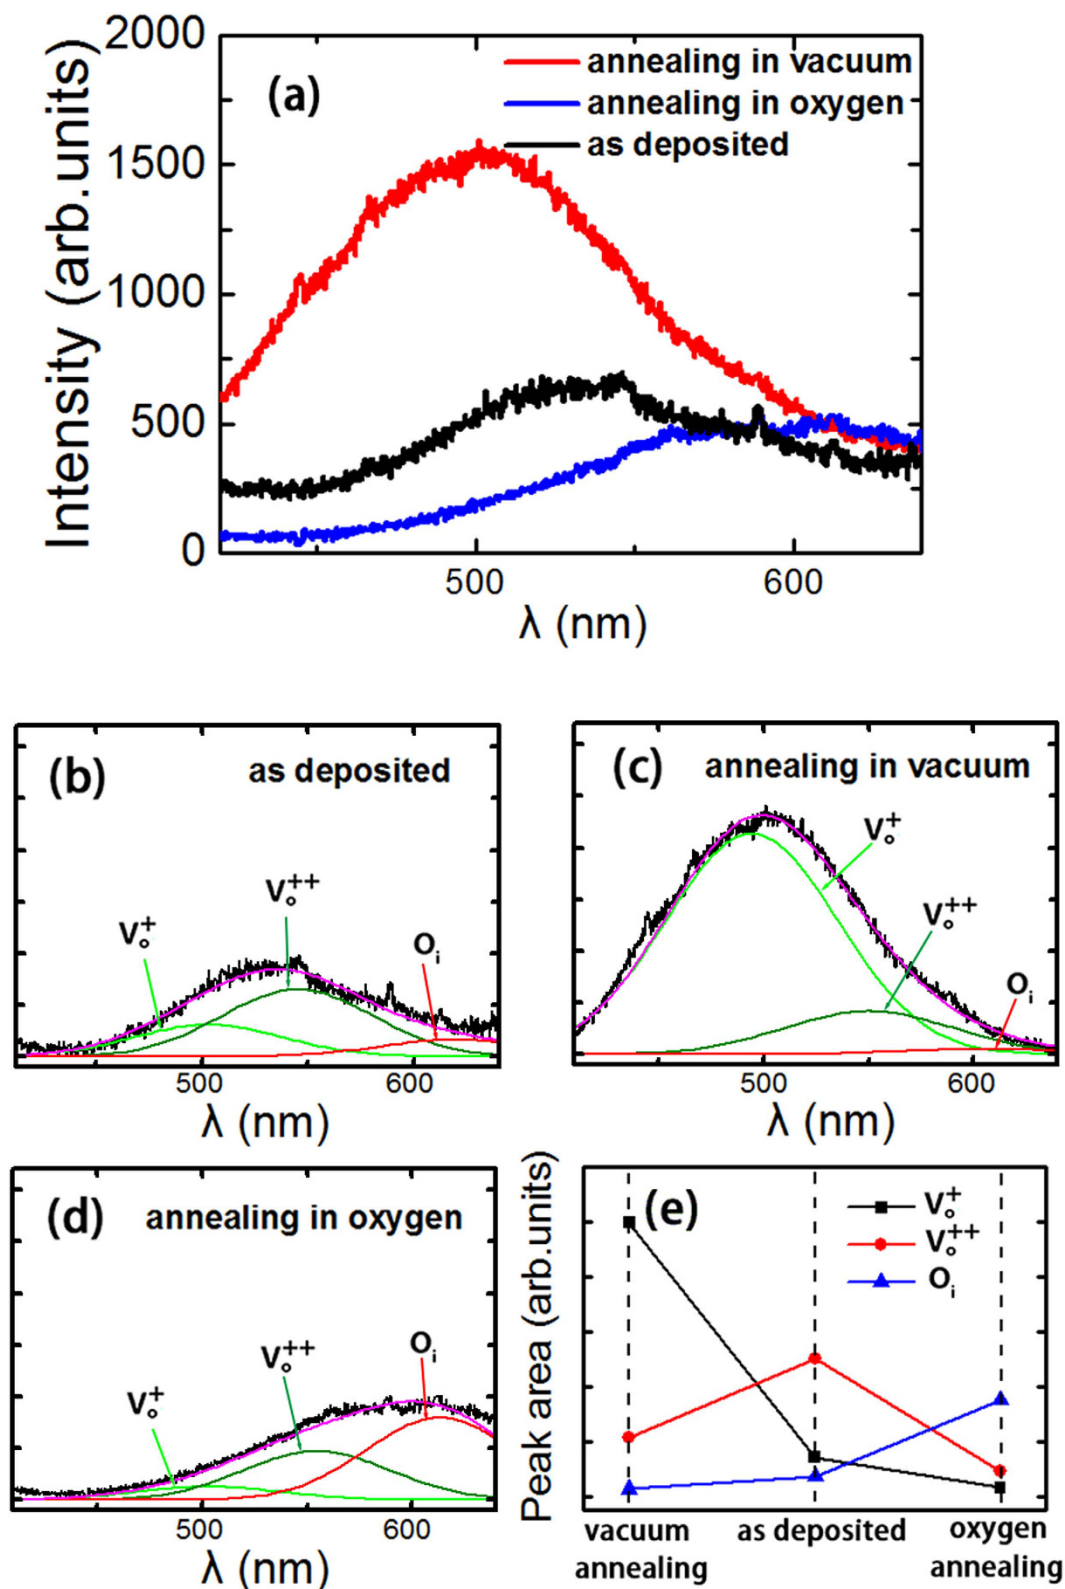 2000
1500
1000
500
0
Intensity (arb.units)
(a)
annealing in vacuum
annealing in oxygen
as deposited
500 600
λ (nm)
(b) as deposited
V₀⁺
V₀⁺⁺
Oᵢ
500 600
λ (nm)
(c) annealing in vacuum
V₀⁺
V₀⁺⁺
Oᵢ
500 600
λ (nm)
(d) annealing in oxygen
V₀⁺
V₀⁺⁺
Oᵢ
500 600
λ (nm)
(e)
Peak area (arb.units)
V₀⁺
V₀⁺⁺
Oᵢ
vacuum annealing
as deposited
oxygen annealing